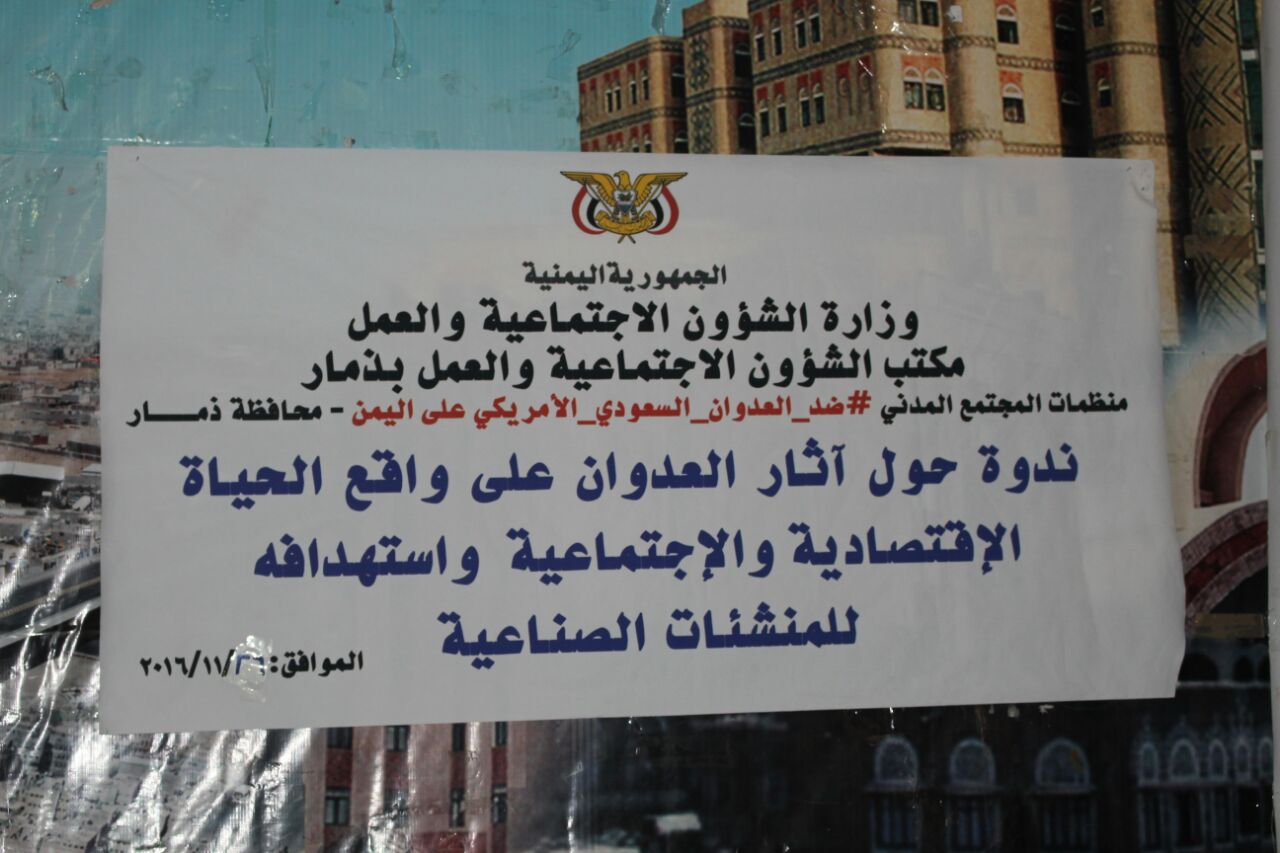 الجمهورية اليمنية
وزارة الشؤون الاجتماعية والعمل
مكتب الشؤون الاجتماعية والعمل بذمار
منظمات المجتمع المدني #ضد_العدوان_السعودي_الأمريكي على اليمن - محافظة ذمـــــار
ندوة حول آثار العدوان على واقع الحياة
الإقتصادية والإجتماعية واستهدافه
للمنشئات الصناعية
الموافق: /٢٠١٦/١١